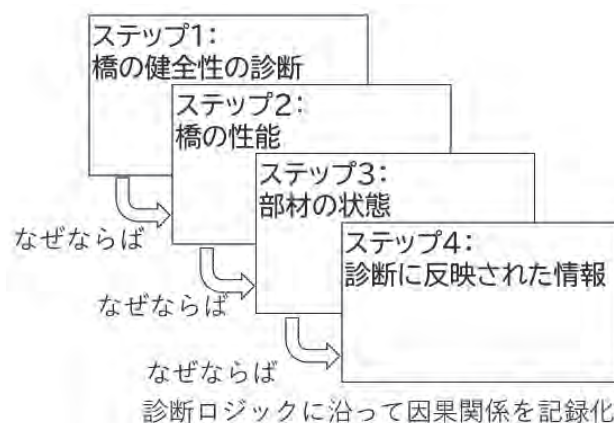 ステップ1:
橋の健全性の診断
ステップ2:
橋の性能
ステップ3:
部材の状態
ステップ4:
診断に反映された情報
なぜならば
なぜならば
なぜならば
診断ロジックに沿って因果関係を記録化